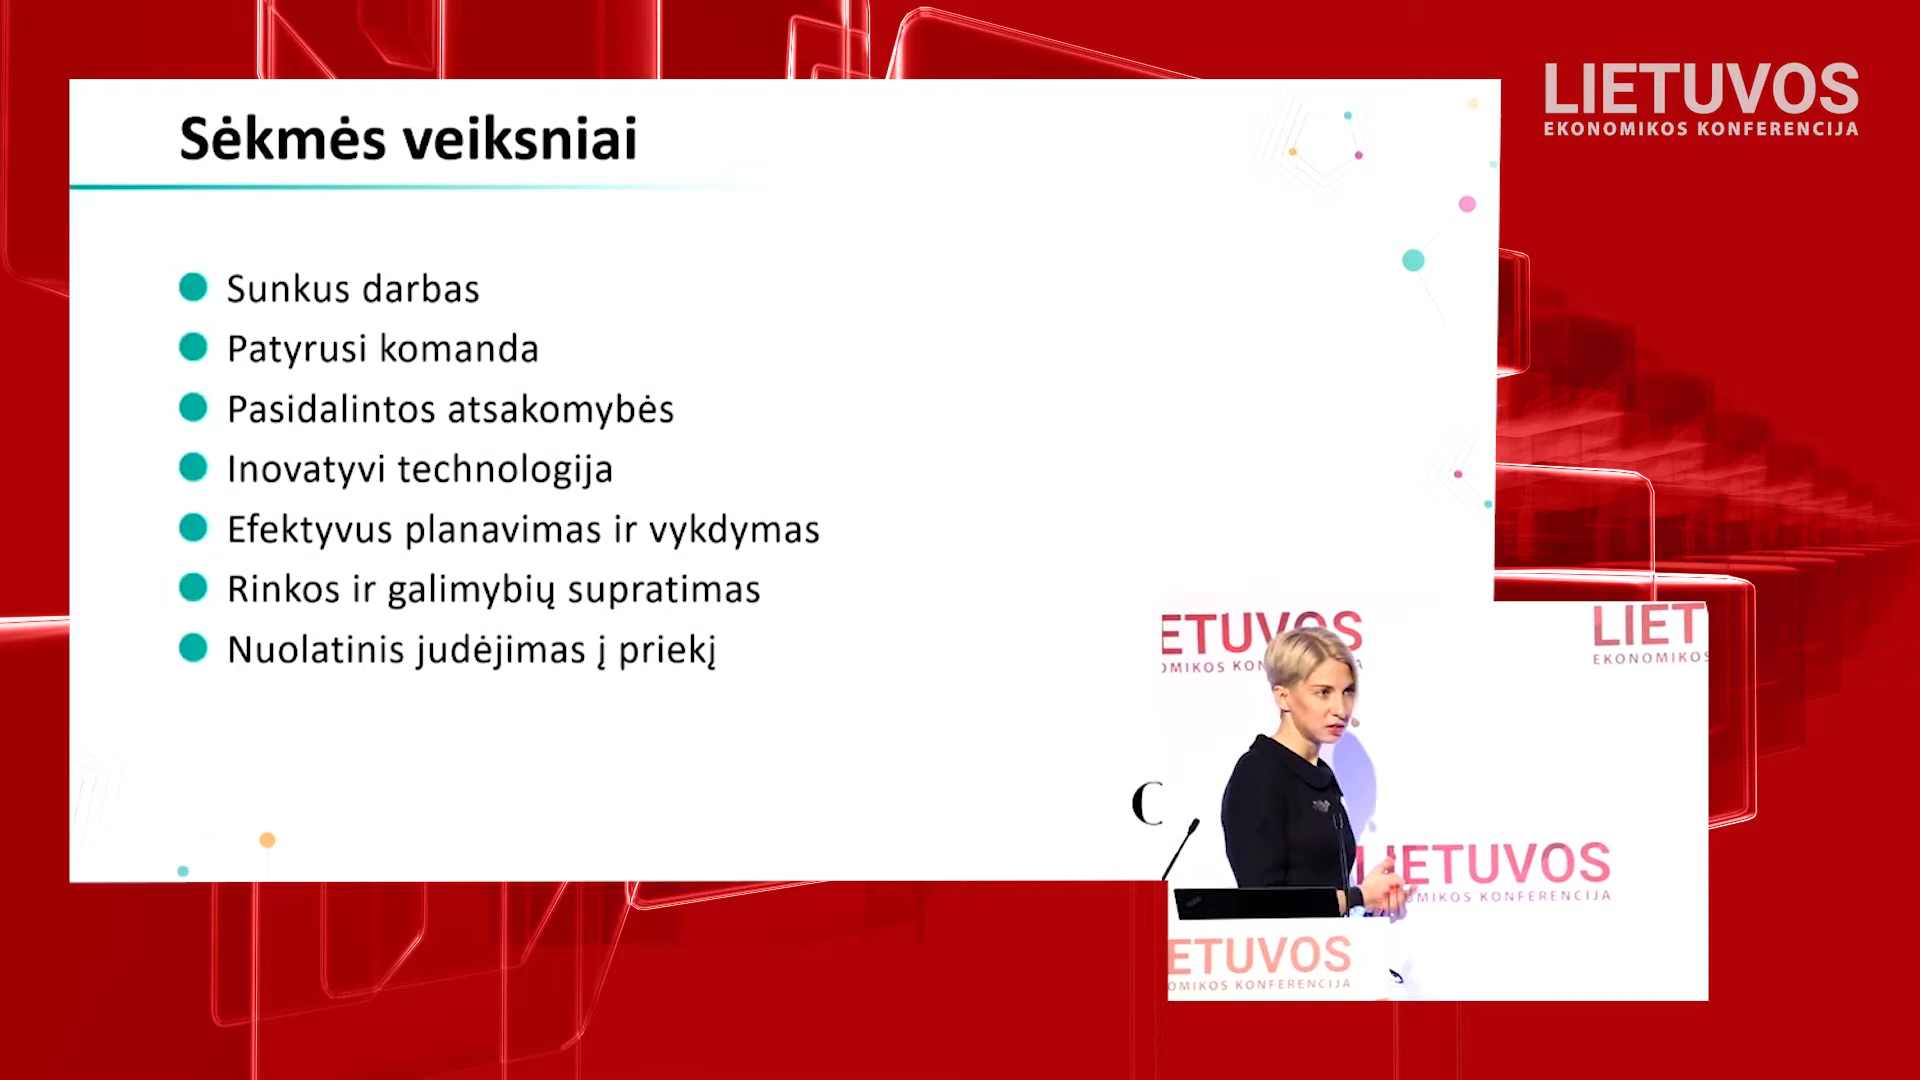 Sėkmės veiksniai
LIETUVOS
EKONOMIKOS KONFERENCIJA
Sunkus darbas
Patyrusi komanda
Pasidalintos atsakomybės
Inovatyvi technologija
Efektyvus planavimas ir vykdymas
Rinkos ir galimybių supratimas
Nuolatinis judėjimas į priekį
ETUVOS
OMIKOS KON
LIET
EKONOMIKOS
C
LIETUVOS
OMIKOS KONFERENCIJA
ETUVOS
OMIKOS KONFERENCIJA